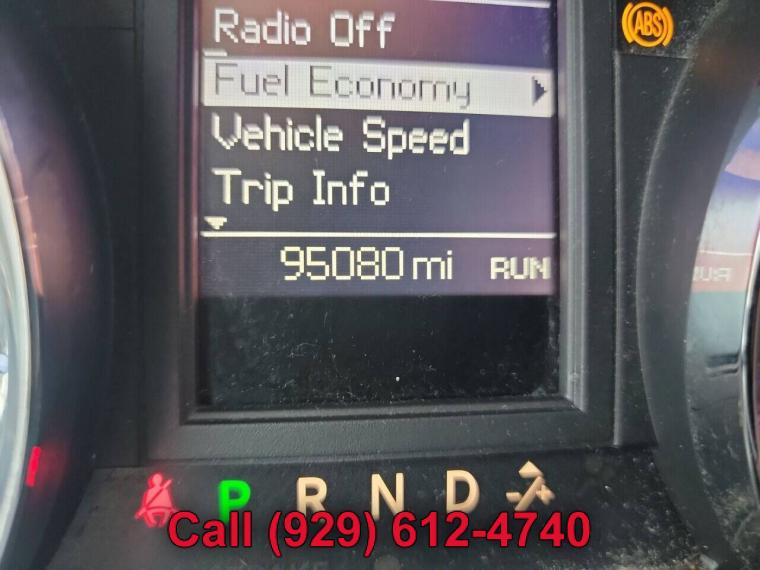 Radio Off
ABS
Fuel Economy
Vehicle Speed
Trip Info
95080 mi RUN
P R N D
Call (929) 612-4740